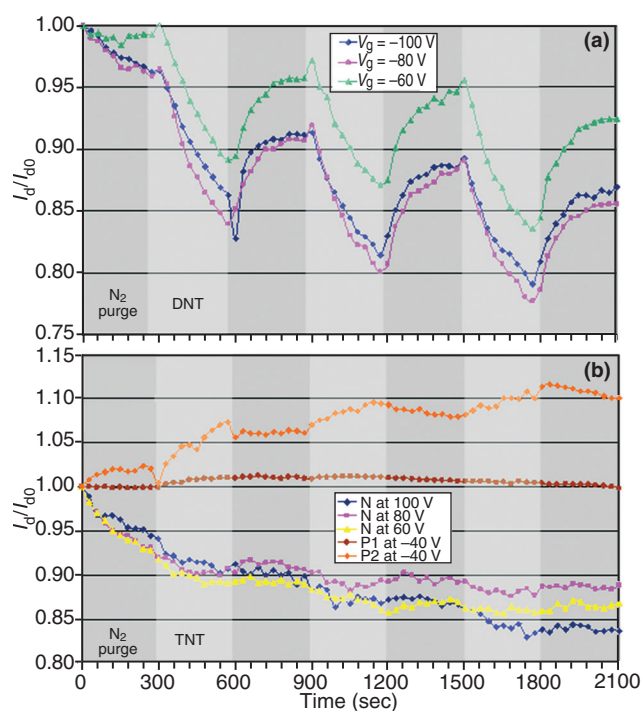 1.00
0.95
0.90
0.85
0.80
0.75
Id/Id0
(a)
Vg = –100 V
Vg = –80 V
Vg = –60 V
N2
purge
DNT
1.15
1.10
1.05
1.00
0.95
0.90
0.85
0.80
Id/Id0
(b)
N at 100 V
N at 80 V
N at 60 V
P1 at –40 V
P2 at –40 V
N2
purge
TNT
0 300 600 900 1200 1500 1800 2100
Time (sec)